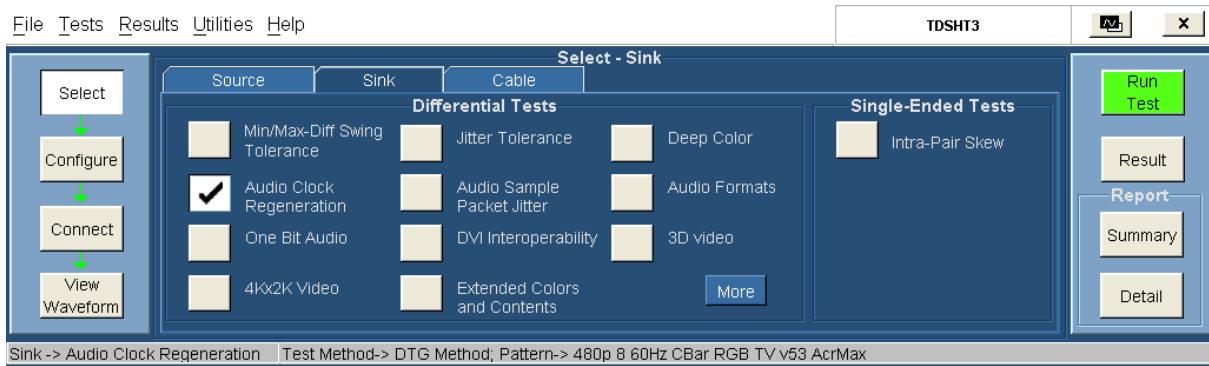 File Tests Results Utilities Help
TDSHT3
x
Select - Sink
Select
Source Sink Cable
Run
Test
Differential Tests
Single-Ended Tests
Min/Max-Diff Swing
Tolerance
Jitter Tolerance
Deep Color
Intra-Pair Skew
Configure
Result
Audio Clock
Regeneration
Audio Sample
Packet Jitter
Audio Formats
Report
Connect
One Bit Audio
DVI Interoperability
3D video
Summary
View
Waveform
4Kx2K Video
Extended Colors
and Contents
More
Detail
Sink -> Audio Clock Regeneration Test Method-> DTG Method; Pattern-> 480p 8 60Hz CBar RGB TV v53 AcrMax